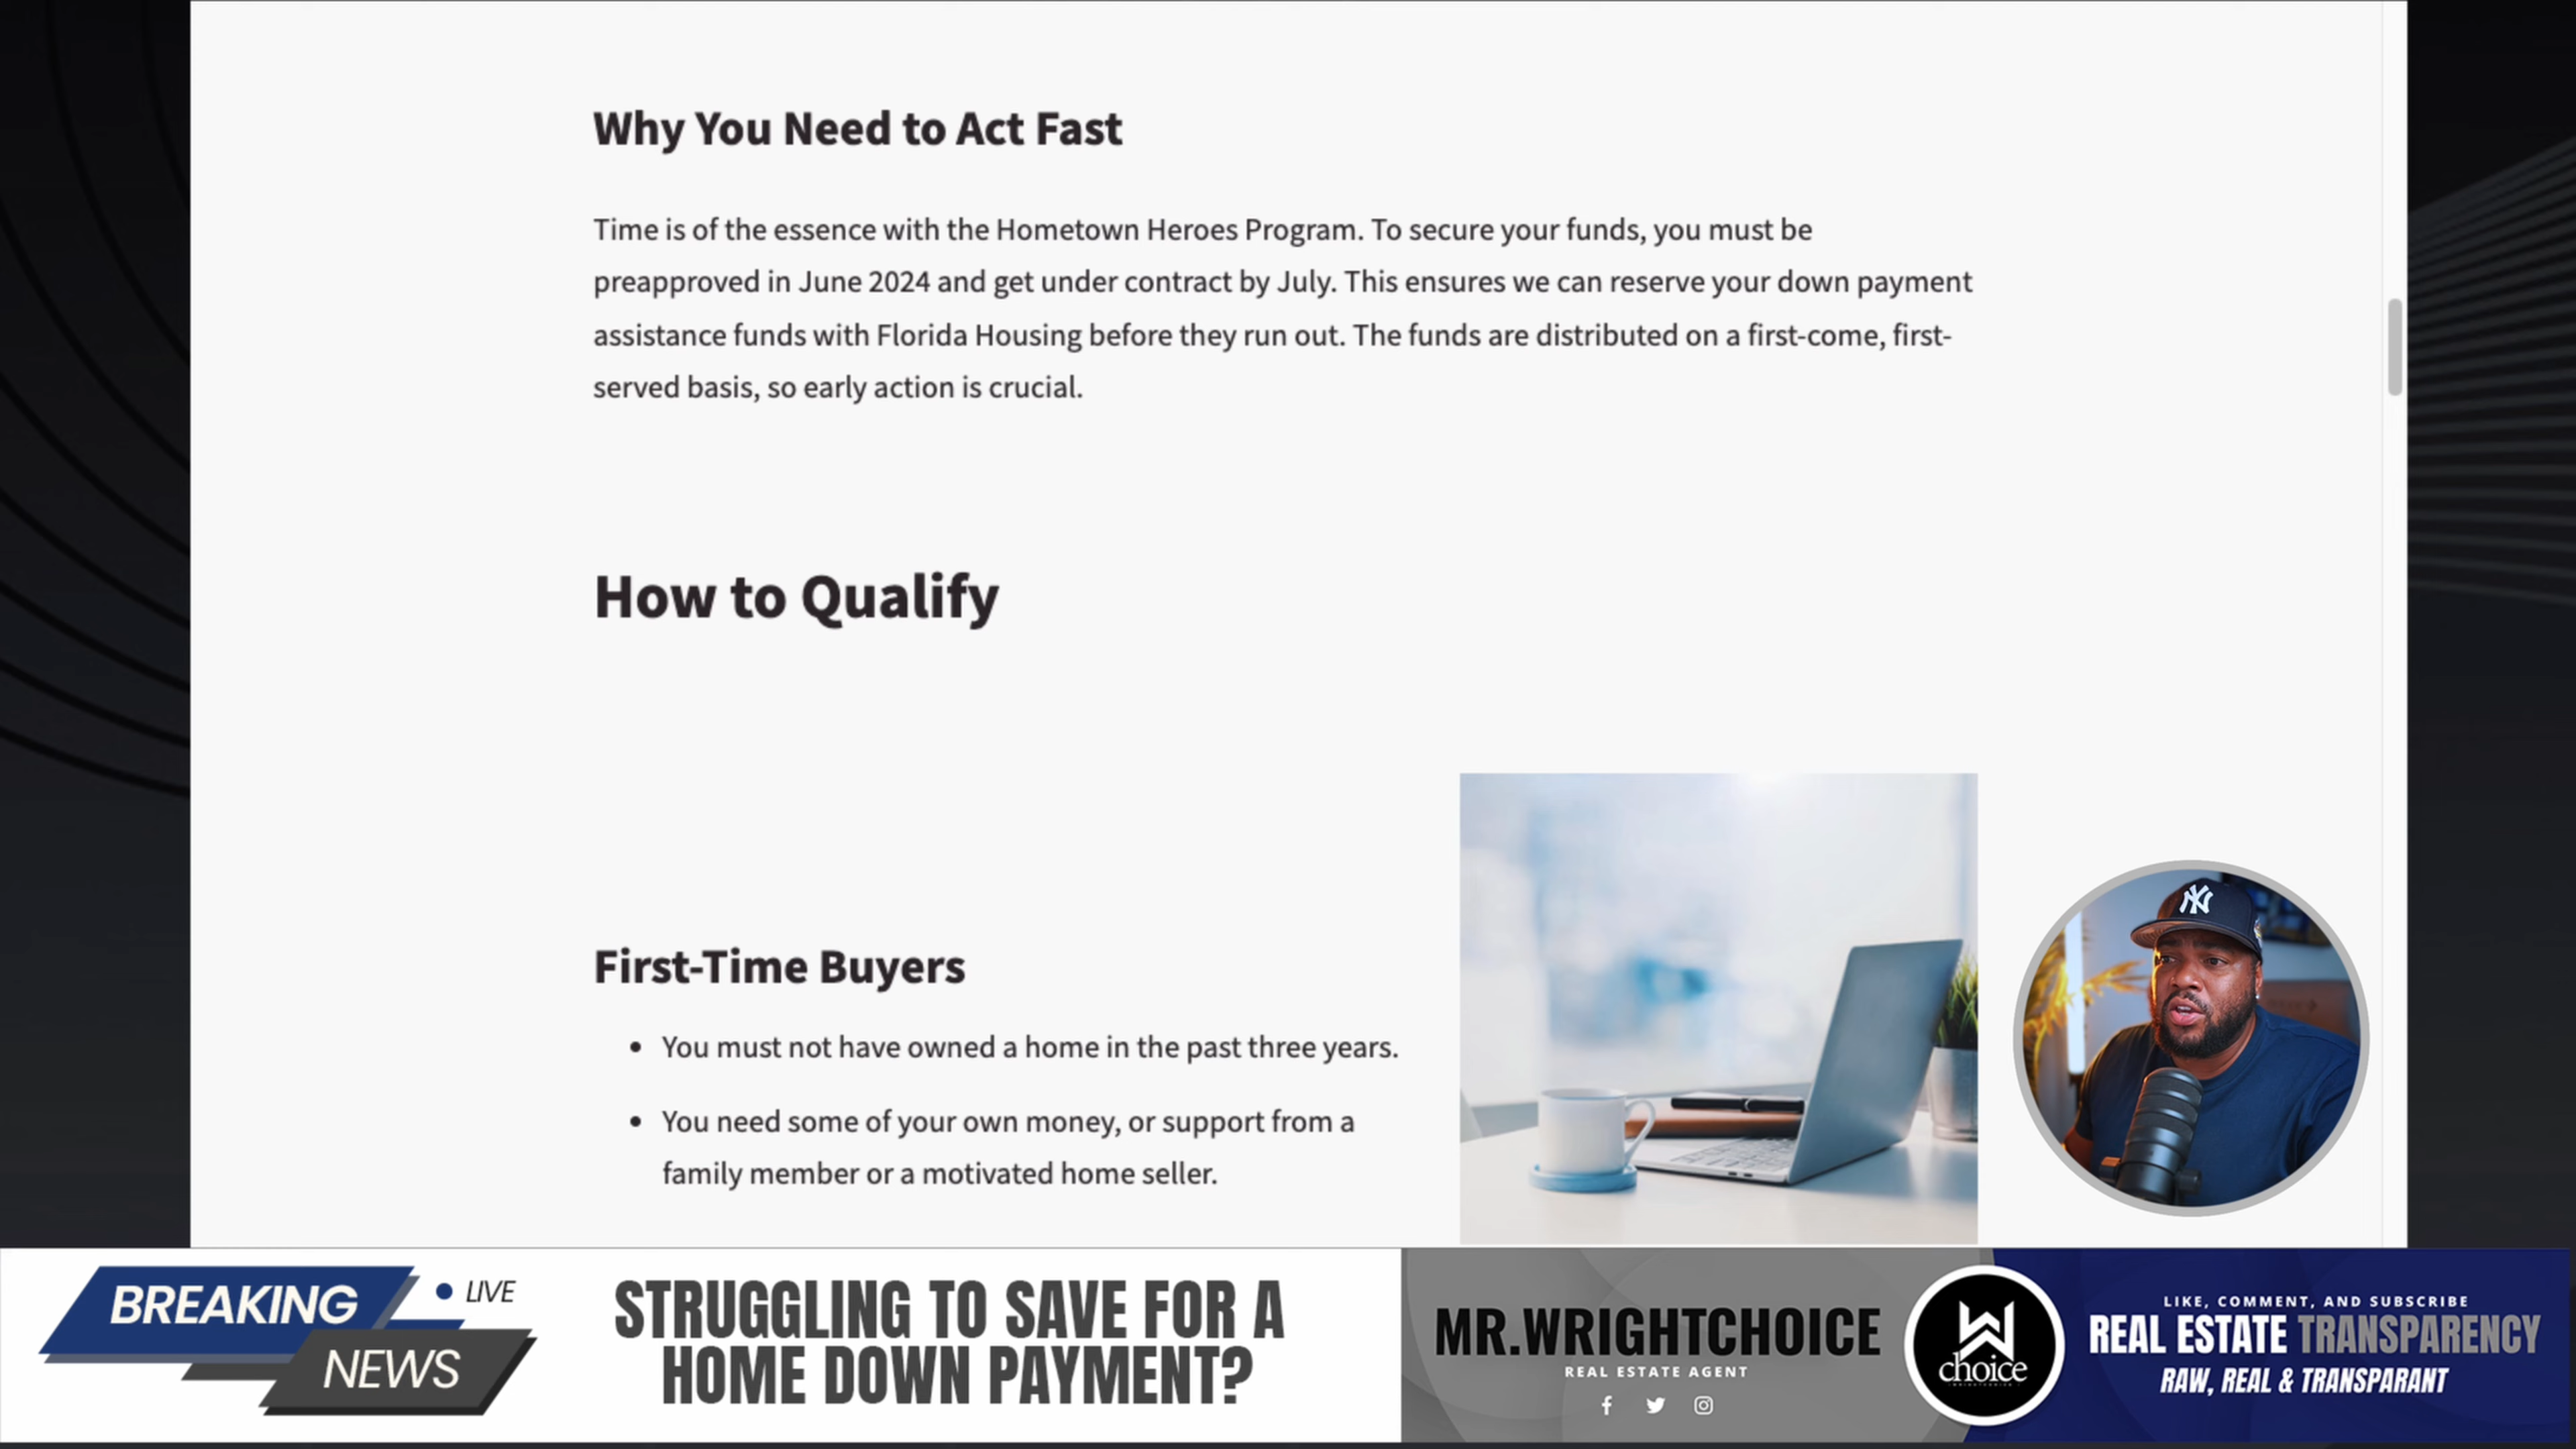 Why You Need to Act Fast
Time is of the essence with the Hometown Heroes Program. To secure your funds, you must be
preapproved in June 2024 and get under contract by July. This ensures we can reserve your down payment
assistance funds with Florida Housing before they run out. The funds are distributed on a first-come, first-
served basis, so early action is crucial.
How to Qualify
First-Time Buyers
• You must not have owned a home in the past three years.
• You need some of your own money, or support from a
family member or a motivated home seller.
NY
BREAKING
NEWS
• LIVE
STRUGGLING TO SAVE FOR A
HOME DOWN PAYMENT?
MR.WRIGHTCHOICE
REAL ESTATE AGENT
W
choice
LIKE, COMMENT, AND SUBSCRIBE
REAL ESTATE TRANSPARENCY
RAW, REAL & TRANSPARANT